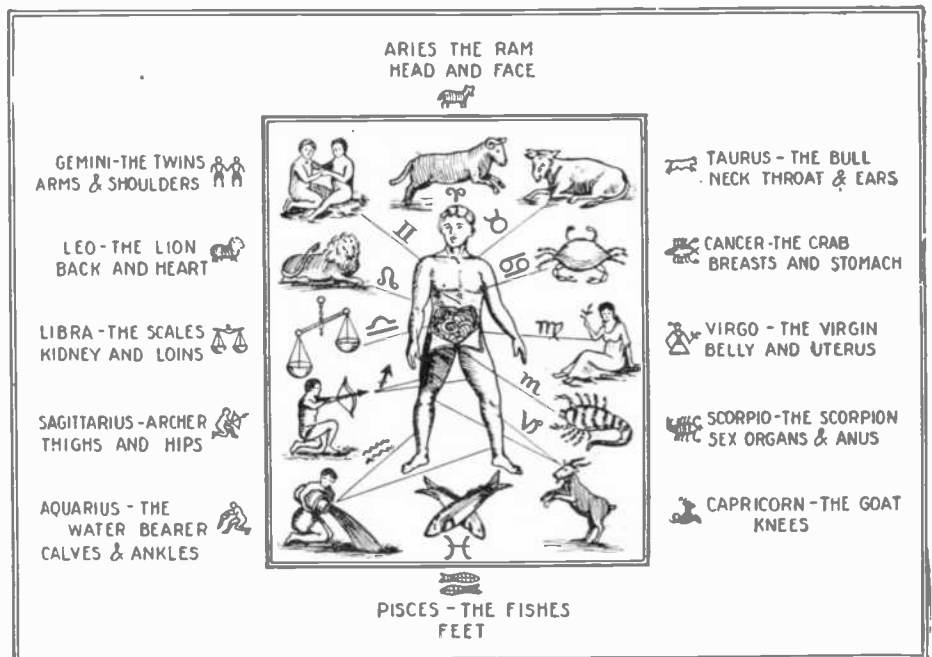 ARIES THE RAM
HEAD AND FACE
GEMINI-THE TWINS
ARMS & SHOULDERS
LEO-THE LION
BACK AND HEART
LIBRA-THE SCALES
KIDNEY AND LOINS
SAGITTARIUS-ARCHER
THIGHS AND HIPS
AQUARIUS-THE
WATER BEARER
CALVES & ANKLES
♈
♉
♊
♋
♌
♍
♎
♏
♐
♑
♒
♓
TAURUS-THE BULL
NECK THROAT & EARS
CANCER-THE CRAB
BREASTS AND STOMACH
VIRGO-THE VIRGIN
BELLY AND UTERUS
SCORPIO-THE SCORPION
SEX ORGANS & ANUS
CAPRICORN-THE GOAT
KNEES
PISCES-THE FISHES
FEET